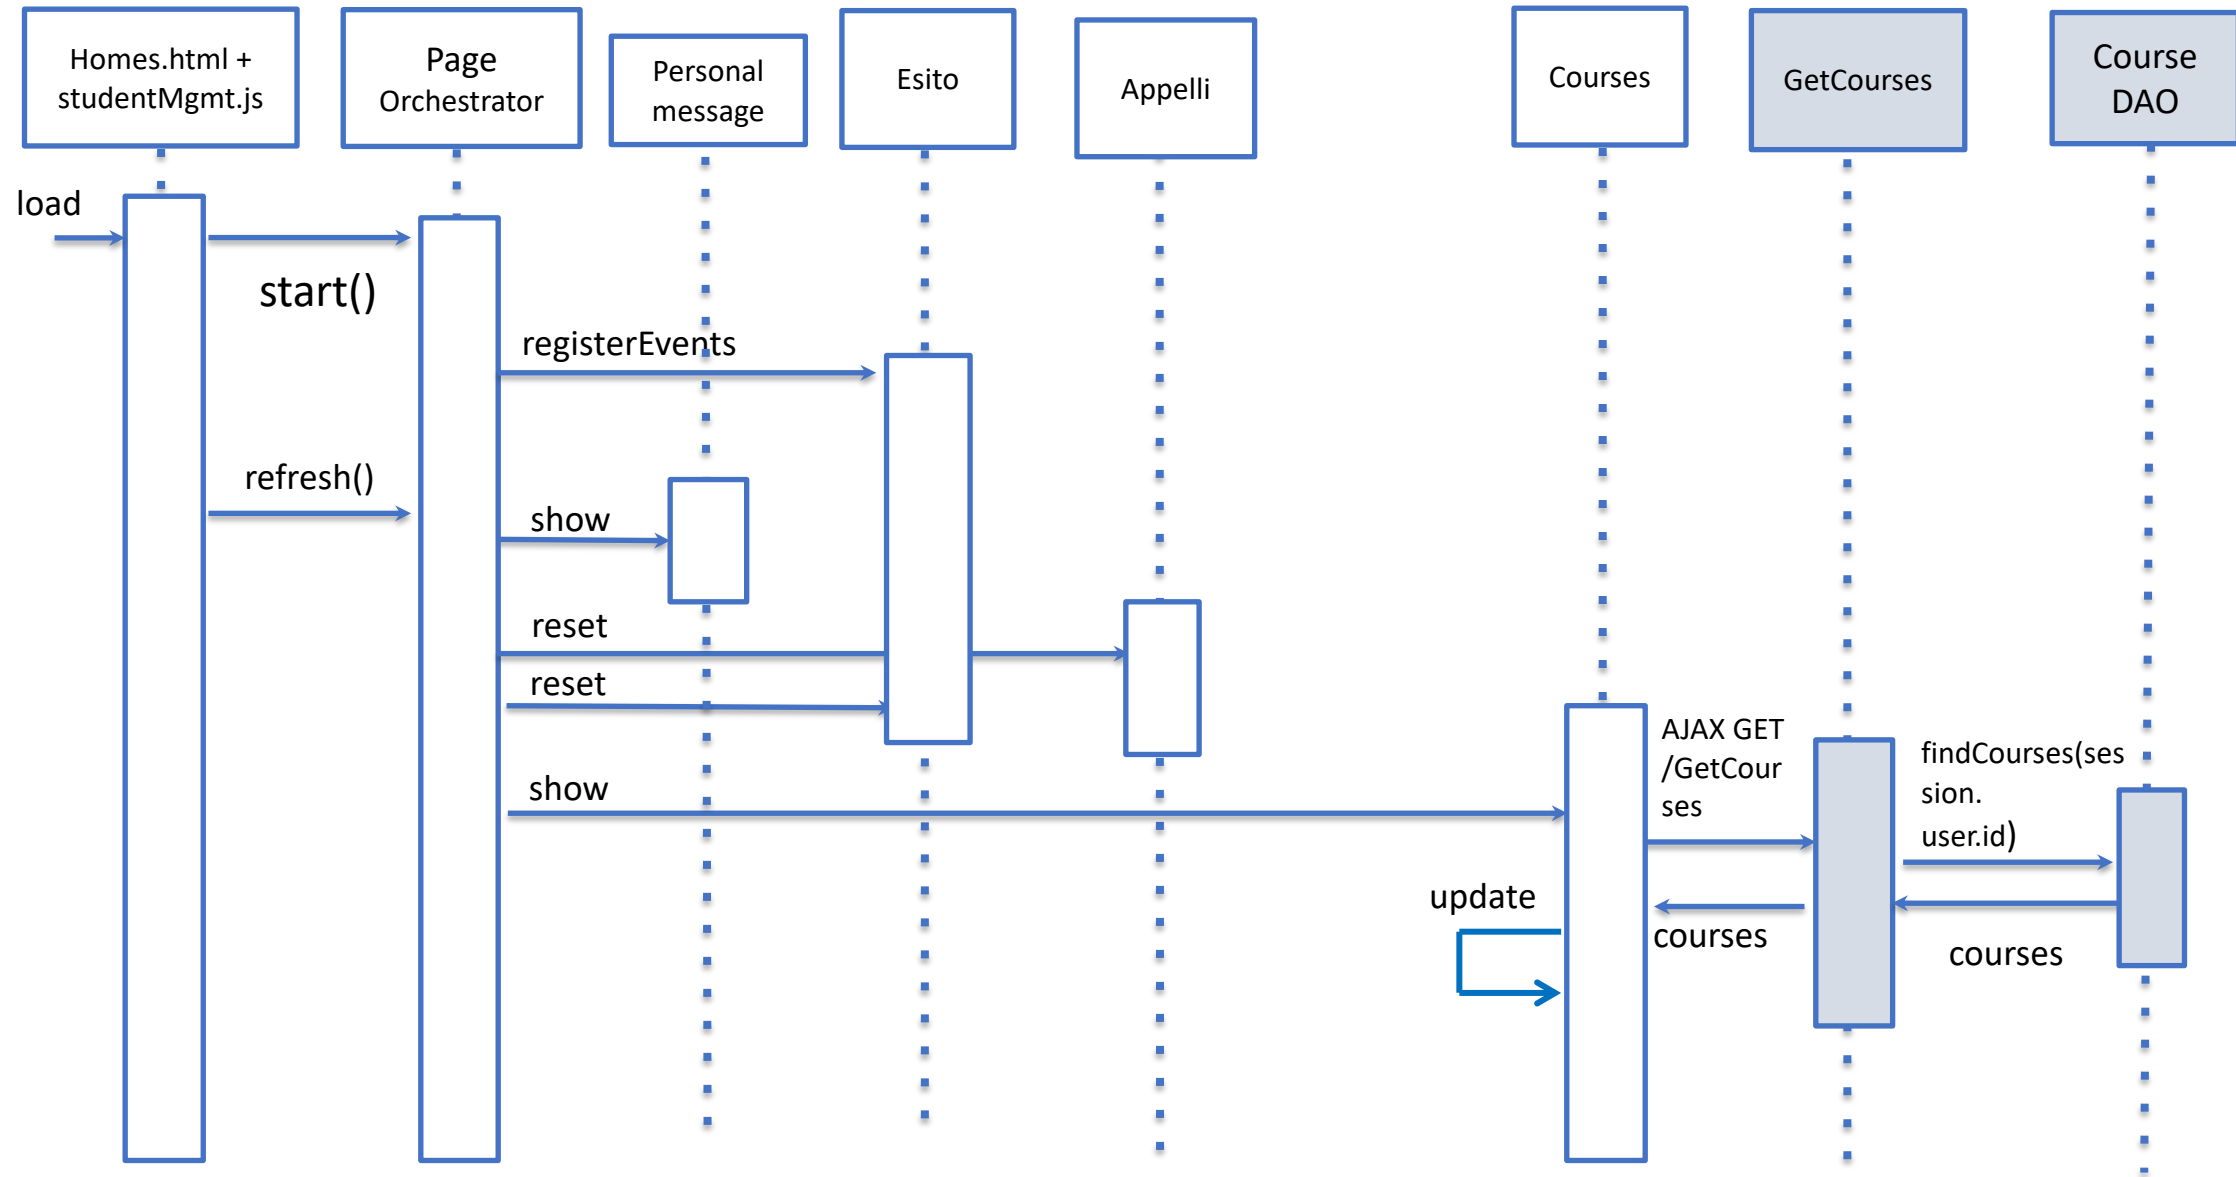 Homes.html +
studentMgmt.js
Page
Orchestrator
Personal
message
Esito
Appelli
Courses
GetCourses
Course
DAO
load
start()
registerEvents
refresh()
show
reset
reset
show
AJAX GET
/GetCour
ses
findCourses(ses
sion.
user.id)
update
courses
courses